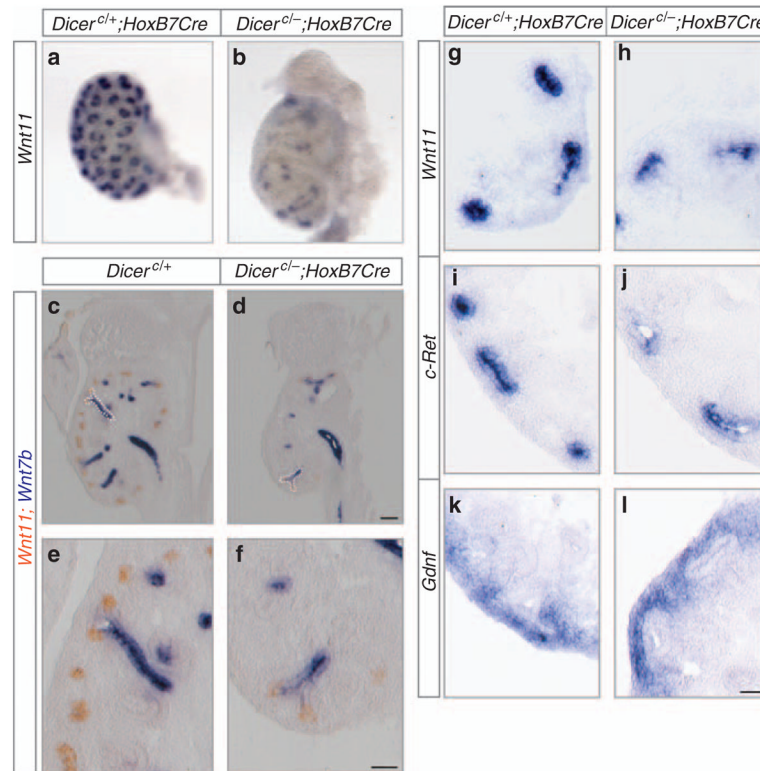 Dicer c/+;HoxB7Cre
Dicer c/–;HoxB7Cre
Wnt11
a
b
Dicer c/+
Dicer c/–;HoxB7Cre
Wnt11; Wnt7b
c
d
e
f
Dicer c/+;HoxB7Cre
Dicer c/–;HoxB7Cre
Wnt11
g
h
c-Ret
i
j
Gdnf
k
l